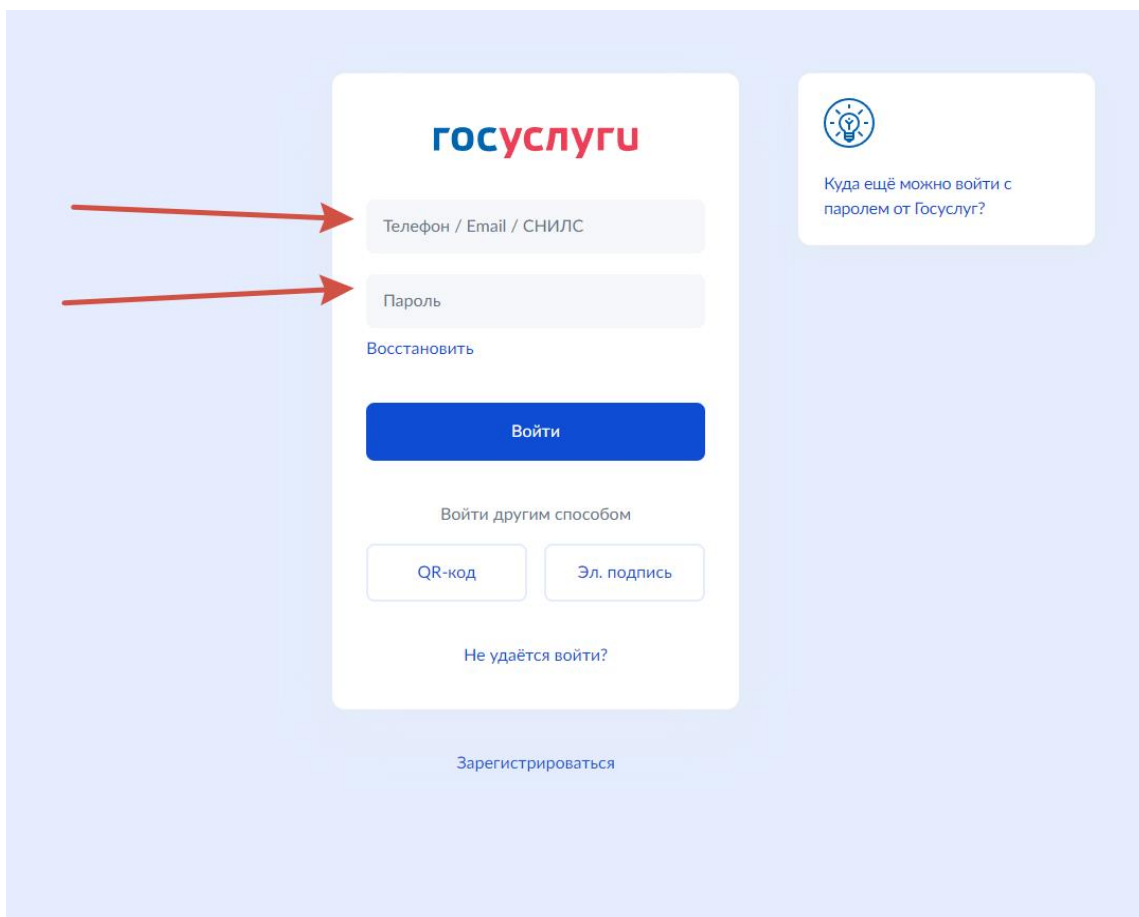 госуслуги
Телефон / Email / СНИЛС
Пароль
Восстановить
Войти
Войти другим способом
QR-код
Эл. подпись
Не удаётся войти?
Зарегистрироваться
Куда ещё можно войти с
паролем от Госуслуг?